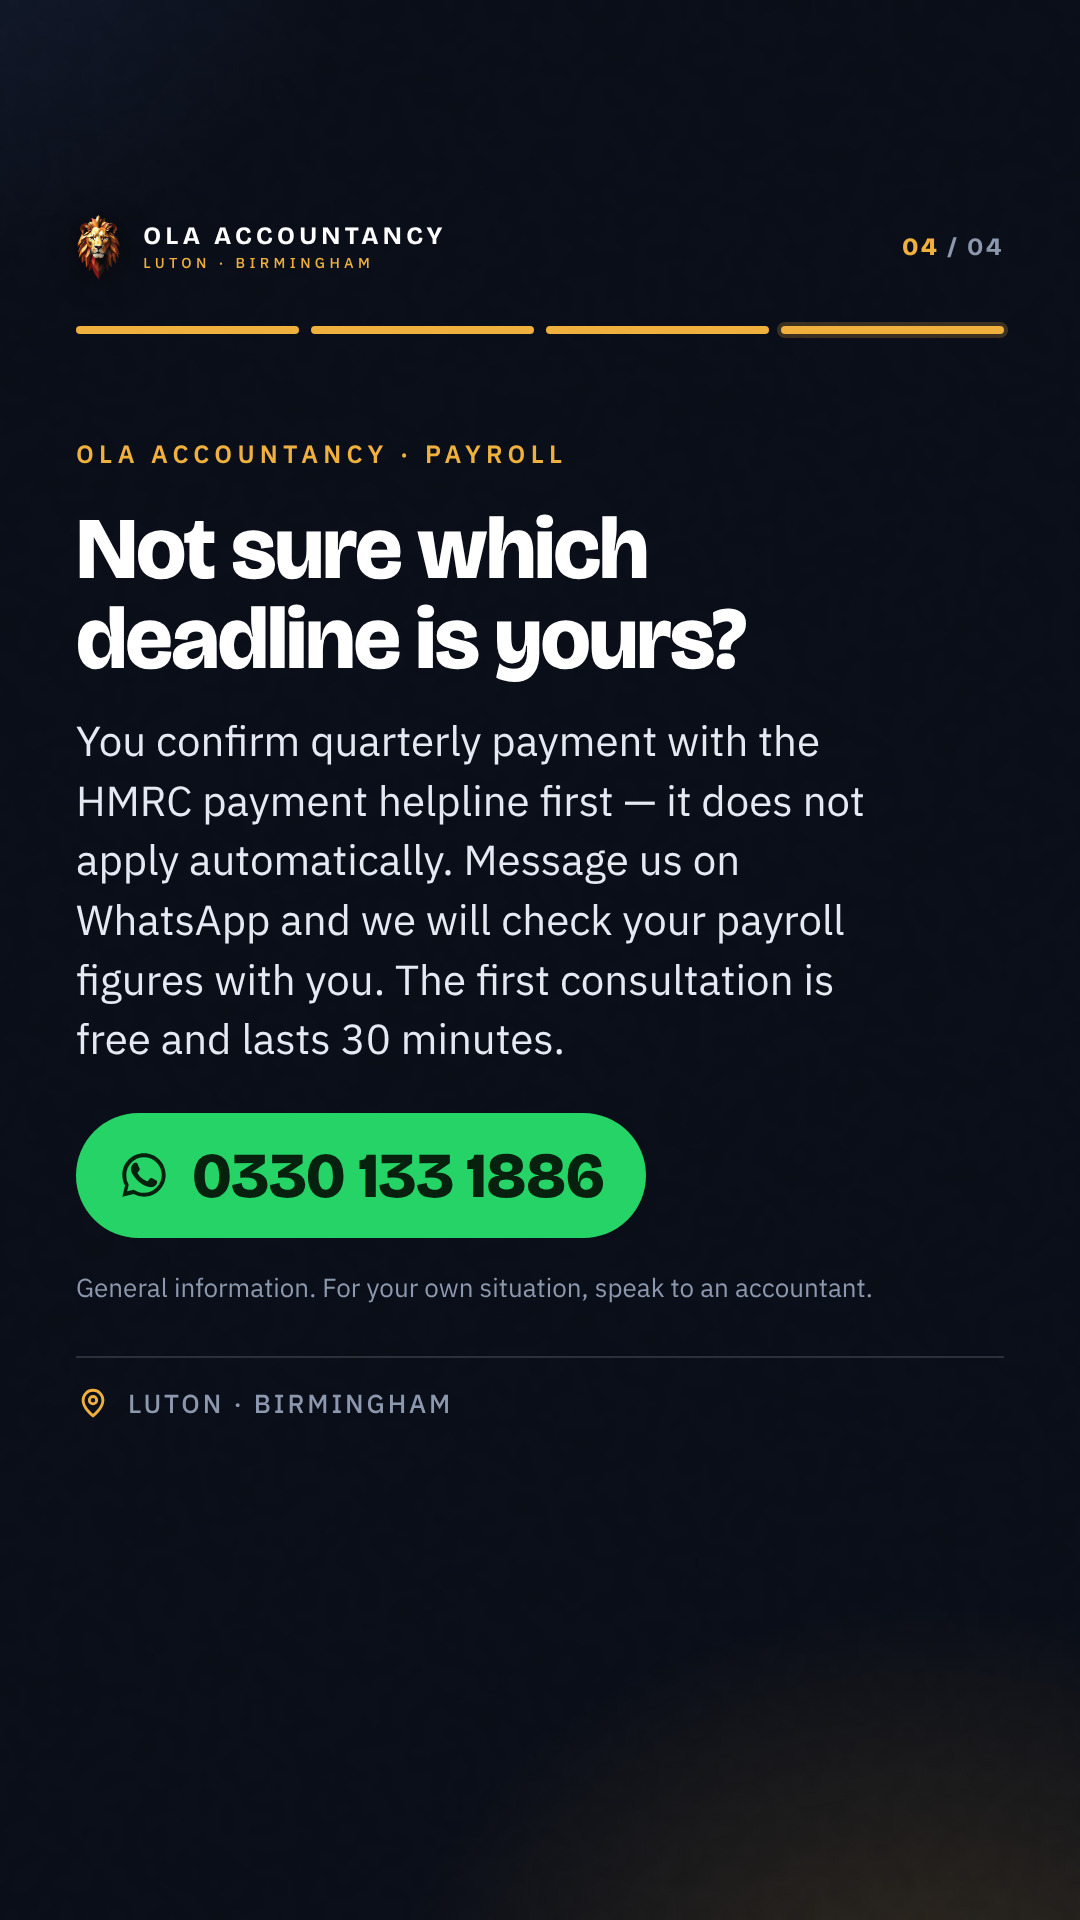 OLA ACCOUNTANCY
LUTON · BIRMINGHAM
04 / 04
OLA ACCOUNTANCY · PAYROLL
Not sure which
deadline is yours?
You confirm quarterly payment with the
HMRC payment helpline first — it does not
apply automatically. Message us on
WhatsApp and we will check your payroll
figures with you. The first consultation is
free and lasts 30 minutes.
0330 133 1886
General information. For your own situation, speak to an accountant.
LUTON · BIRMINGHAM